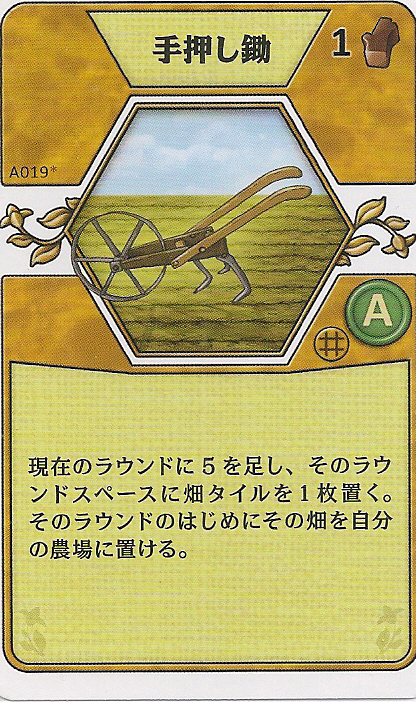 手押し鋤
1
A019*
A
現在のラウンドに5を足し、そのラウ
ンドスペースに畑タイルを1枚置く。
そのラウンドのはじめにその畑を自分
の農場に置ける。